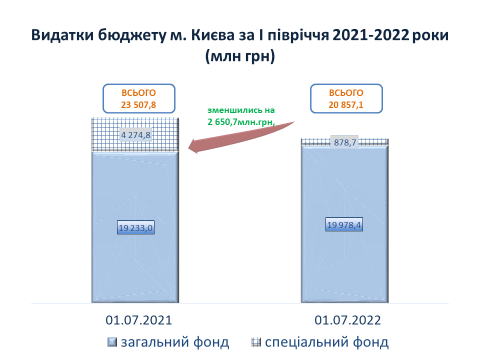 Видатки бюджету м. Києва за І півріччя 2021-2022 роки
(млн грн)
ВСЬОГО
23 507,8
ВСЬОГО
20 857,1
зменшились на
2 650,7млн.грн,
4 274,8
878,7
19 233,0
19 978,4
01.07.2021
01.07.2022
загальний фонд
спеціальний фонд